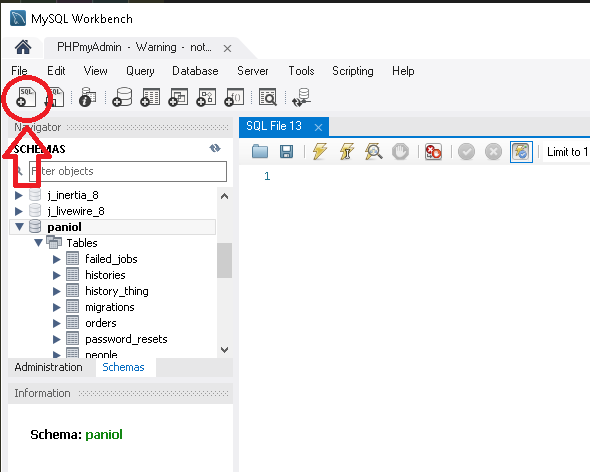 MySQL Workbench
PHPmyAdmin - Warning - not...
File Edit View Query Database Server Tools Scripting Help
SQL
Navigator
SQL File 13
SCHEMAS
Filter objects
Limit to 1
1
j_inertia_8
j_livewire_8
paniol
Tables
failed_jobs
histories
history_thing
migrations
orders
password_resets
people
Administration Schemas
Information
Schema: paniol